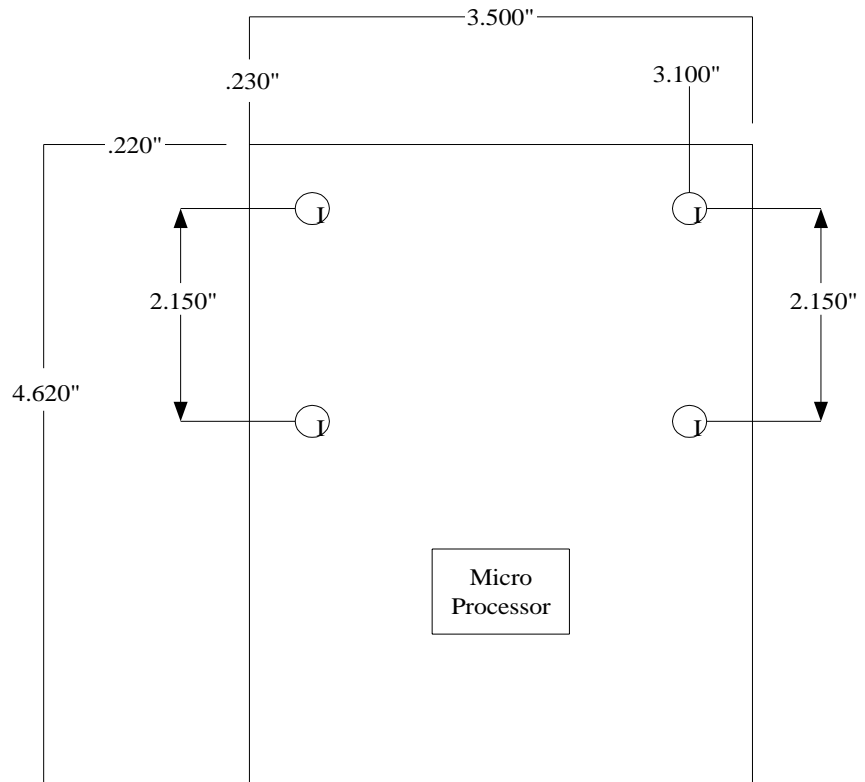 3.500"
.230"
3.100"
.220"
I
I
2.150"
2.150"
4.620"
I
I
Micro
Processor